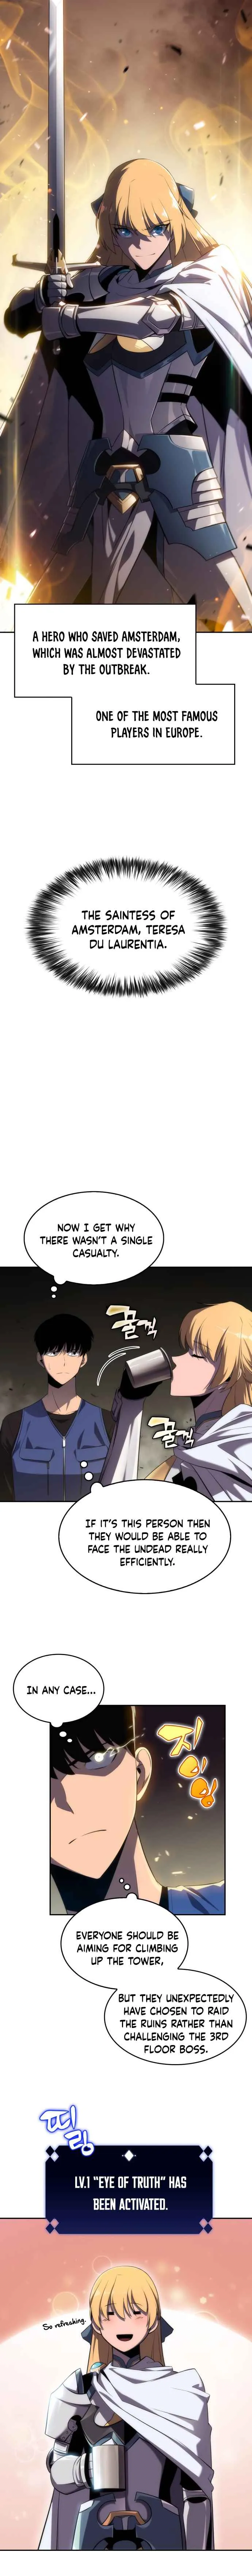 A HERO WHO SAVED AMSTERDAM,
WHICH WAS ALMOST DEVASTATED
BY THE OUTBREAK.
ONE OF THE MOST FAMOUS
PLAYERS IN EUROPE.
THE SAINTESS OF
AMSTERDAM, TERESA
DU LAURENTIA.
NOW I GET WHY
THERE WASN'T A SINGLE
CASUALTY.
꿀꺽
꿀꺽
IF IT'S THIS PERSON THEN
THEY WOULD BE ABLE TO
FACE THE UNDEAD REALLY
EFFICIENTLY.
IN ANY CASE...
EVERYONE SHOULD BE
AIMING FOR CLIMBING
UP THE TOWER,
BUT THEY UNEXPECTEDLY
HAVE CHOSEN TO RAID
THE RUINS RATHER THAN
CHALLENGING THE 3RD
FLOOR BOSS.
띠링
LV.1 "EYE OF TRUTH" HAS
BEEN ACTIVATED.
So refreshing.